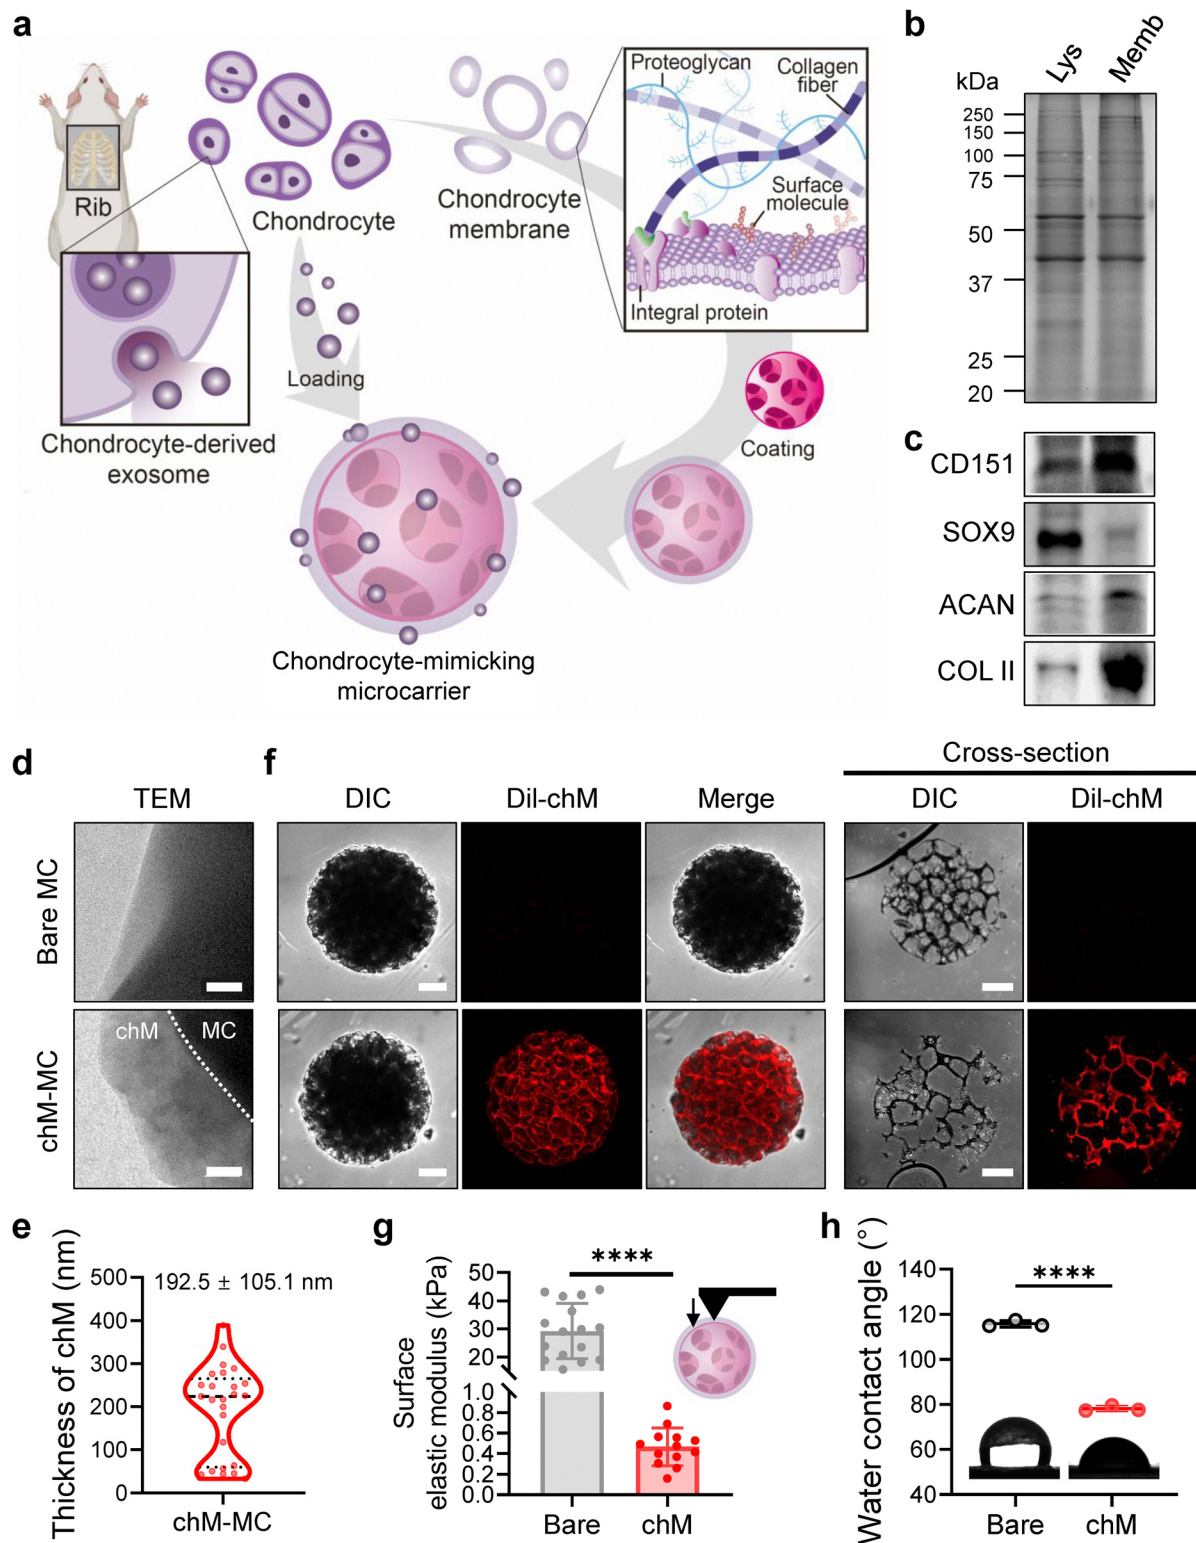 a
Rib
Chondrocyte
Chondrocyte
membrane
Proteoglycan
Collagen
fiber
Surface
molecule
Integral protein
Loading
Coating
Chondrocyte-derived
exosome
Chondrocyte-mimicking
microcarrier
b
kDa
Lys
Memb
250
150
100
75
50
37
25
20
c
CD151
SOX9
ACAN
COL II
d
TEM
Bare MC
chM-MC
chM
MC
f
Cross-section
DIC
DiI-chM
Merge
DIC
DiI-chM
e
Thickness of chM (nm)
192.5 ± 105.1 nm
500
400
300
200
100
0
chM-MC
g
Surface
elastic modulus (kPa)
****
50
40
30
20
1.0
0.8
0.6
0.4
0.2
0.0
Bare
chM
h
Water contact angle (°)
****
140
120
100
80
60
40
Bare
chM